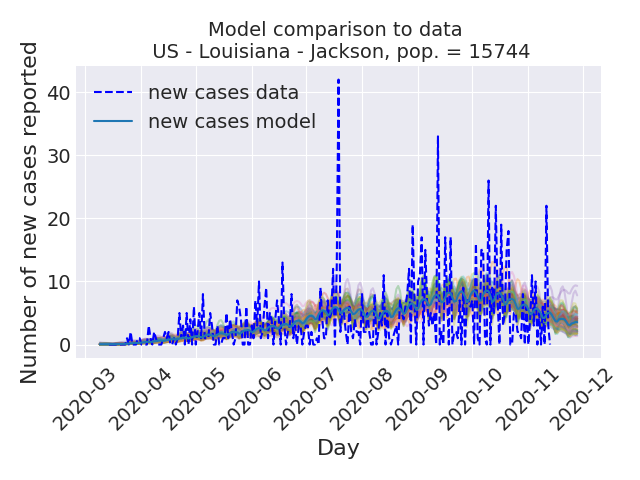 Model comparison to data
US - Louisiana - Jackson, pop. = 15744
new cases data
new cases model
Number of new cases reported
40
30
20
10
0
2020-03
2020-04
2020-05
2020-06
2020-07
2020-08
2020-09
2020-10
2020-11
2020-12
Day